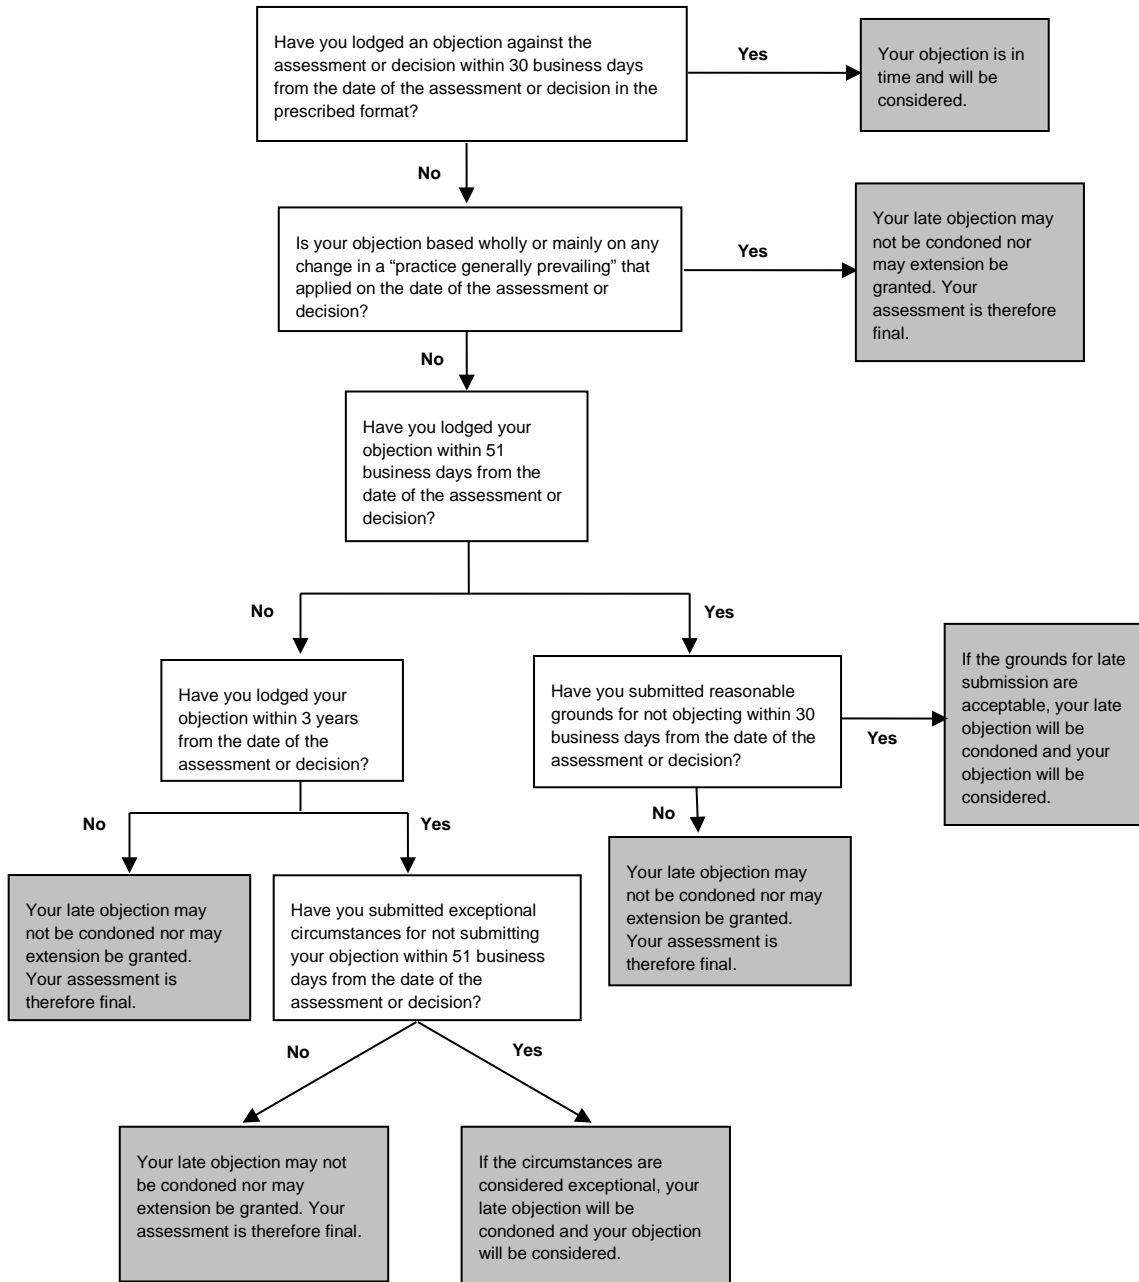 Have you lodged an objection against the
assessment or decision within 30 business days
from the date of the assessment or decision in the
prescribed format?
Yes
Your objection is in
time and will be
considered.
No
Is your objection based wholly or mainly on any
change in a “practice generally prevailing” that
applied on the date of the assessment or
decision?
Yes
Your late objection may
not be condoned nor
may extension be
granted. Your
assessment is therefore
final.
No
Have you lodged your
objection within 51
business days from the
date of the assessment or
decision?
No
Yes
Have you lodged your
objection within 3 years
from the date of the
assessment or decision?
Have you submitted reasonable
grounds for not objecting within 30
business days from the date of the
assessment or decision?
Yes
If the grounds for late
submission are
acceptable, your late
objection will be
condoned and your
objection will be
considered.
No
Yes
No
Your late objection may
not be condoned nor may
extension be granted.
Your assessment is
therefore final.
Have you submitted exceptional
circumstances for not submitting
your objection within 51 business
days from the date of the
assessment or decision?
Your late objection may
not be condoned nor may
extension be granted.
Your assessment is
therefore final.
No
Yes
Your late objection may not
be condoned nor may
extension be granted. Your
assessment is therefore final.
If the circumstances are
considered exceptional, your
late objection will be
condoned and your objection
will be considered.